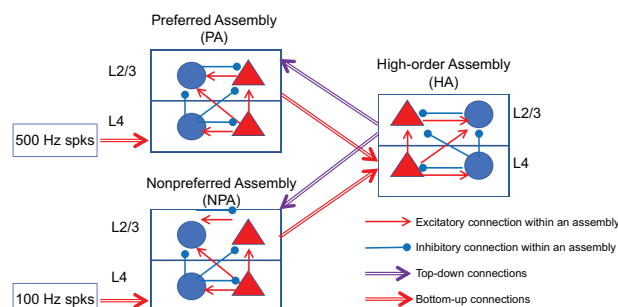 Preferred Assembly
(PA)
L2/3
L4
500 Hz spks
High-order Assembly
(HA)
L2/3
L4
Nonpreferred Assembly
(NPA)
L2/3
L4
100 Hz spks
Excitatory connection within an assembly
Inhibitory connection within an assembly
Top-down connections
Bottom-up connections